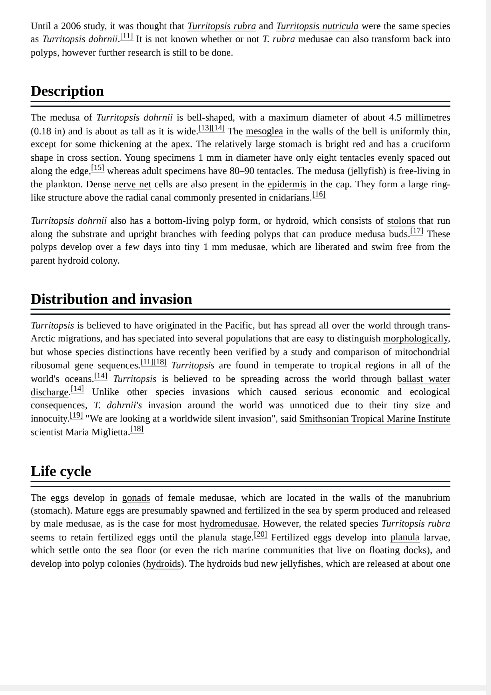 Until a 2006 study, it was thought that Turritopsis rubra and Turritopsis nutricula were the same species
as Turritopsis dohrnii.[11] It is not known whether or not T. rubra medusae can also transform back into
polyps, however further research is still to be done.
Description
The medusa of Turritopsis dohrnii is bell-shaped, with a maximum diameter of about 4.5 millimetres
(0.18 in) and is about as tall as it is wide.[13][14] The mesoglea in the walls of the bell is uniformly thin,
except for some thickening at the apex. The relatively large stomach is bright red and has a cruciform
shape in cross section. Young specimens 1 mm in diameter have only eight tentacles evenly spaced out
along the edge,[15] whereas adult specimens have 80–90 tentacles. The medusa (jellyfish) is free-living in
the plankton. Dense nerve net cells are also present in the epidermis in the cap. They form a large ring-
like structure above the radial canal commonly presented in cnidarians.[16]
Turritopsis dohrnii also has a bottom-living polyp form, or hydroid, which consists of stolons that run
along the substrate and upright branches with feeding polyps that can produce medusa buds.[17] These
polyps develop over a few days into tiny 1 mm medusae, which are liberated and swim free from the
parent hydroid colony.
Distribution and invasion
Turritopsis is believed to have originated in the Pacific, but has spread all over the world through trans-
Arctic migrations, and has speciated into several populations that are easy to distinguish morphologically,
but whose species distinctions have recently been verified by a study and comparison of mitochondrial
ribosomal gene sequences.[11][18] Turritopsis are found in temperate to tropical regions in all of the
world's oceans.[14] Turritopsis is believed to be spreading across the world through ballast water
discharge.[14] Unlike other species invasions which caused serious economic and ecological
consequences, T. dohrnii's invasion around the world was unnoticed due to their tiny size and
innocuity.[19] "We are looking at a worldwide silent invasion", said Smithsonian Tropical Marine Institute
scientist Maria Miglietta.[18]
Life cycle
The eggs develop in gonads of female medusae, which are located in the walls of the manubrium
(stomach). Mature eggs are presumably spawned and fertilized in the sea by sperm produced and released
by male medusae, as is the case for most hydromedusae. However, the related species Turritopsis rubra
seems to retain fertilized eggs until the planula stage.[20] Fertilized eggs develop into planula larvae,
which settle onto the sea floor (or even the rich marine communities that live on floating docks), and
develop into polyp colonies (hydroids). The hydroids bud new jellyfishes, which are released at about one